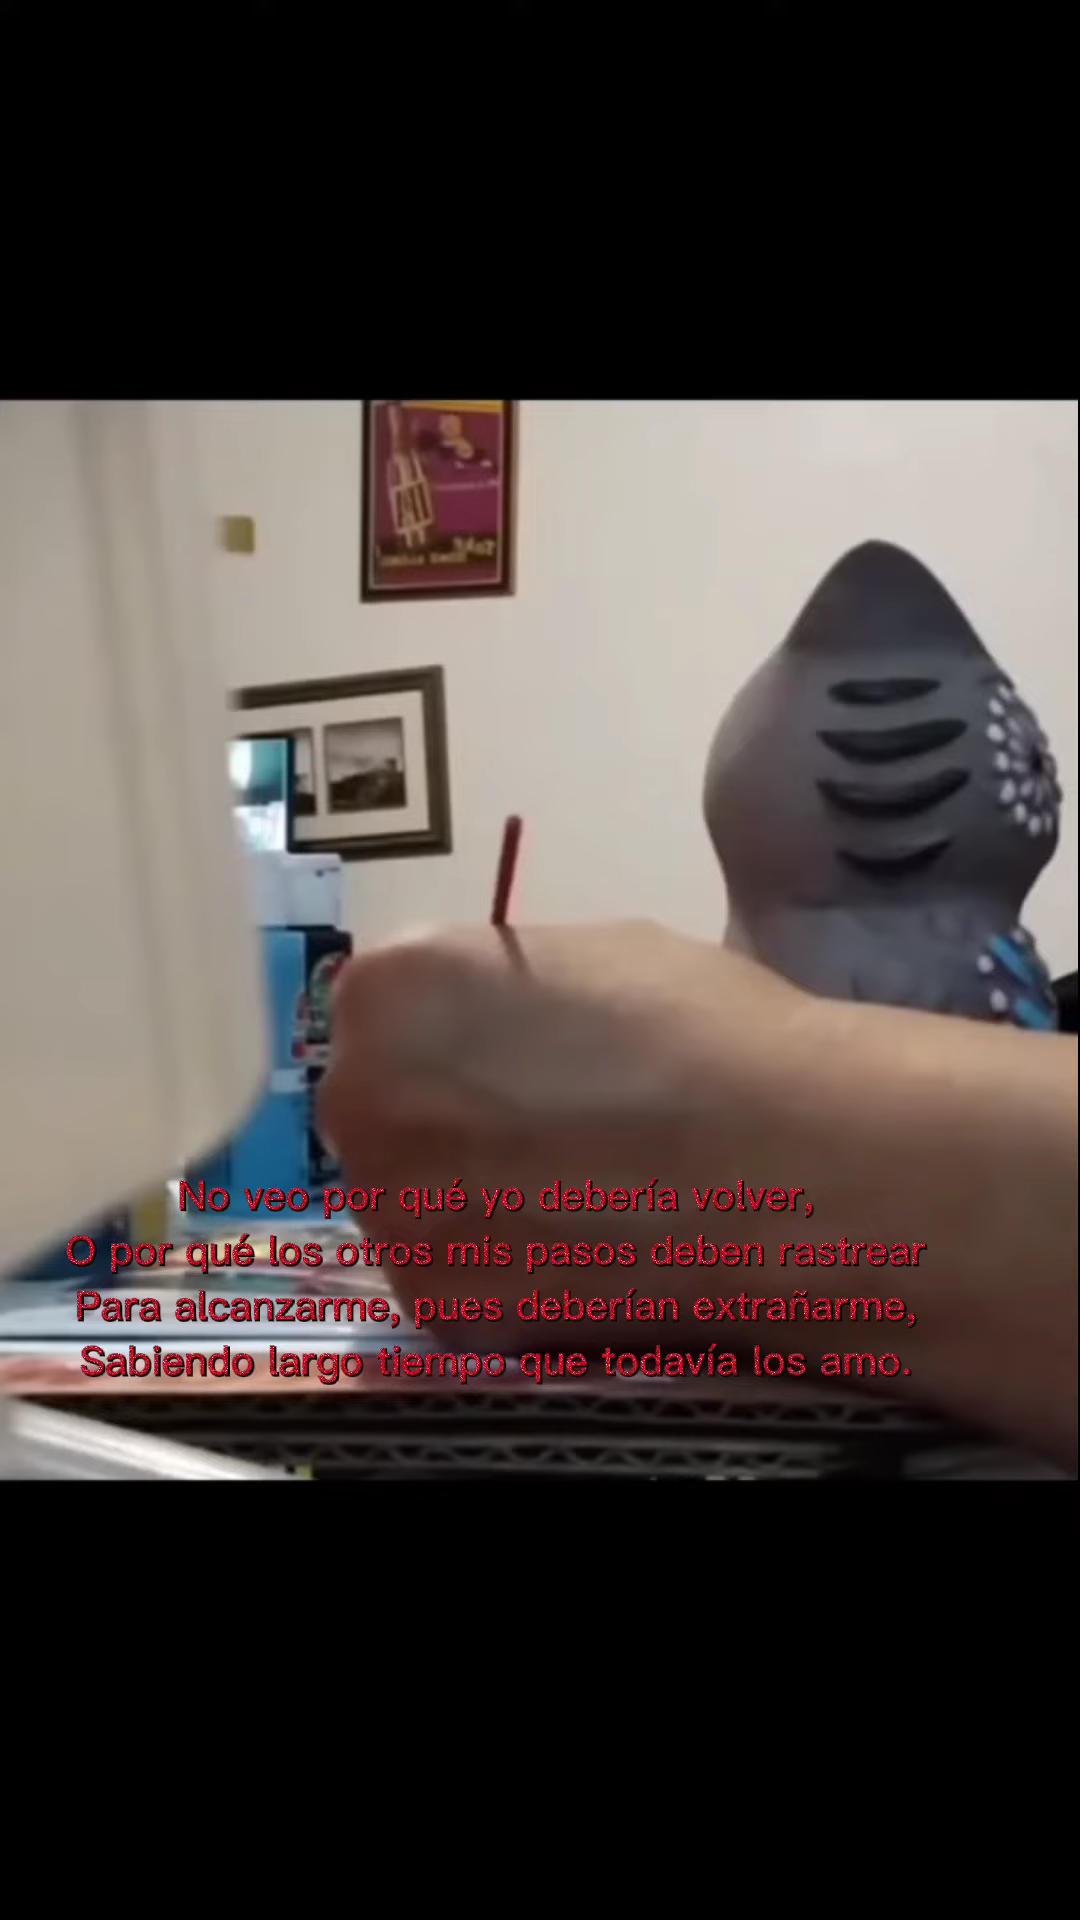 No veo por qué yo debería volver,
O por qué los otros mis pasos deben rastrear
Para alcanzarme, pues deberían extrañarme,
Sabiendo largo tiempo que todavía los amo.